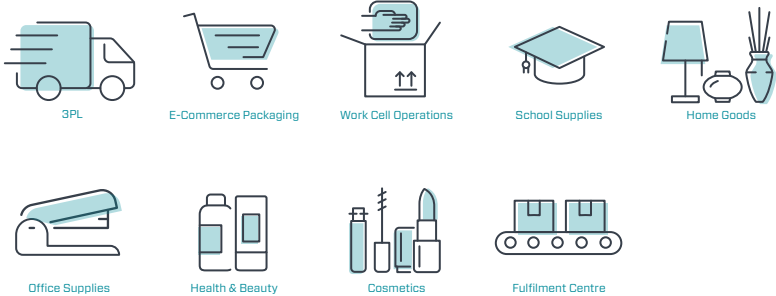 3PL
E-Commerce Packaging
Work Cell Operations
School Supplies
Home Goods
Office Supplies
Health & Beauty
Cosmetics
Fulfilment Centre